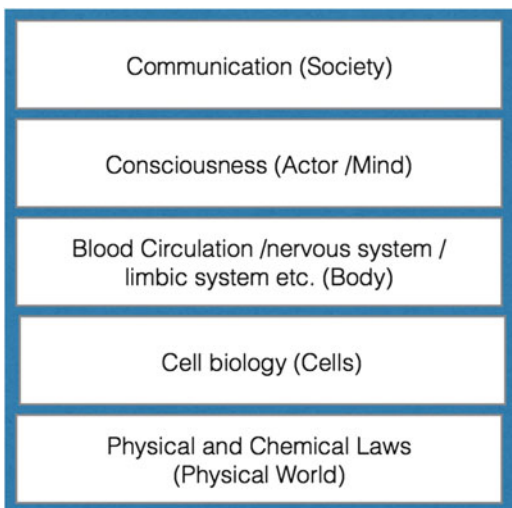 Communication (Society)
Consciousness (Actor /Mind)
Blood Circulation /nervous system /
limbic system etc. (Body)
Cell biology (Cells)
Physical and Chemical Laws
(Physical World)